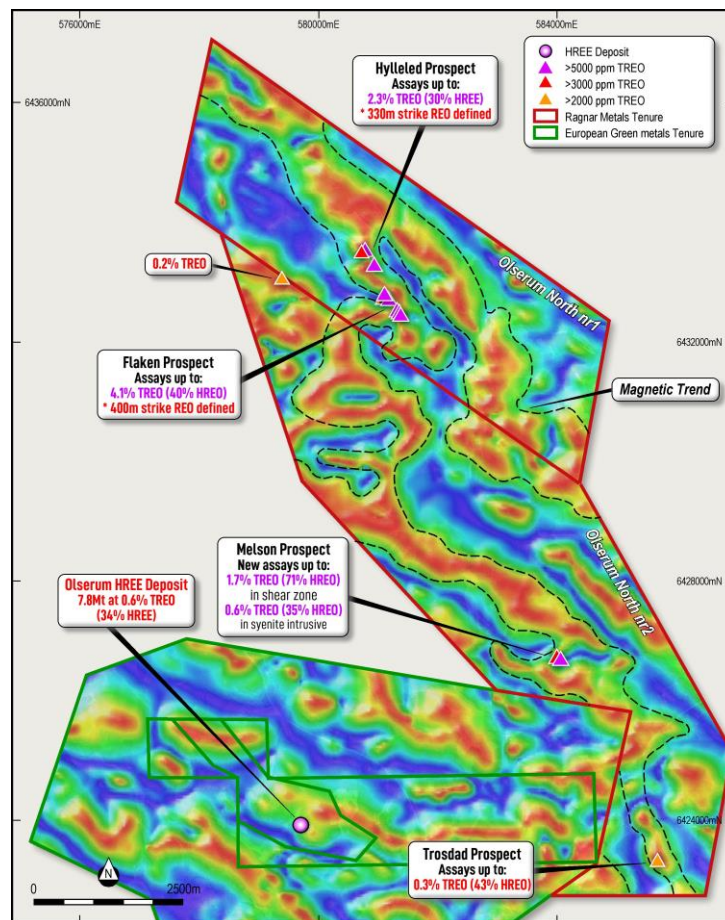 576000mE
580000mE
584000mE
6436000mN
6432000mN
6428000mN
6424000mN
HREE Deposit
>5000 ppm TREO
>3000 ppm TREO
>2000 ppm TREO
Ragnar Metals Tenure
European Green metals Tenure
Hylleled Prospect
Assays up to:
2.3% TREO (30% HREE)
* 330m strike REO defined
Olserum North nr1
0.2% TREO
Flaken Prospect
Assays up to:
4.1% TREO (40% HREO)
* 400m strike REO defined
Magnetic Trend
Olserum North nr2
Melson Prospect
New assays up to:
1.7% TREO (71% HREO)
in shear zone
0.6% TREO (35% HREO)
in syenite intrusive
Olserum HREE Deposit
7.8Mt at 0.6% TREO
(34% HREE)
Trosdad Prospect
Assays up to:
0.3% TREO (43% HREO)
N
0
2500m